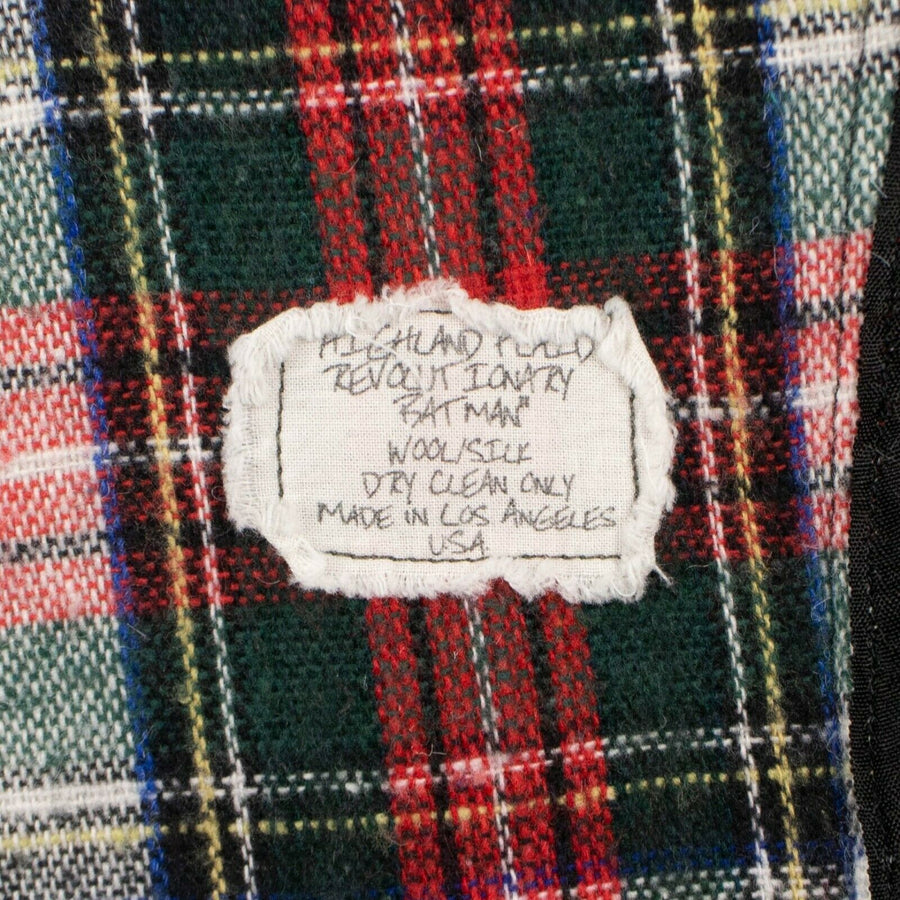 HIGHLAND PLAID
REVOLUTIONARY
"BATMAN"
WOOL/SILK
DRY CLEAN ONLY
MADE IN LOS ANGELES
USA